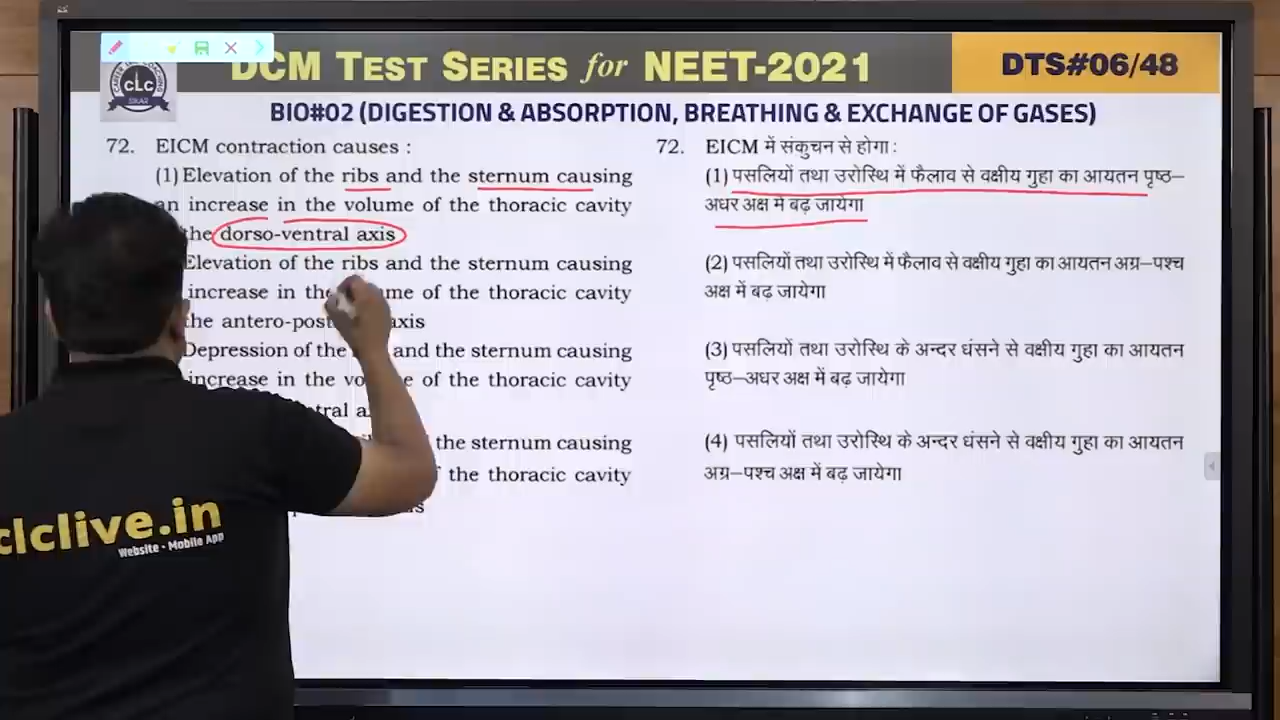 DCM TEST SERIES for NEET-2021
DTS#06/48
CLC
SIKAR
BIO#02 (DIGESTION & ABSORPTION, BREATHING & EXCHANGE OF GASES)
72. EICM contraction causes :
(1) Elevation of the ribs and the sternum causing
an increase in the volume of the thoracic cavity
the dorso-ventral axis
Elevation of the ribs and the sternum causing
increase in the of the thoracic cavity
the axis
Depression of the and the sternum causing
increase in the of the thoracic cavity
the sternum causing
the thoracic cavity
72. EICM में संकुचन से होगा :
(1) पसलियों तथा उरोस्थि में फैलाव से वक्षीय गुहा का आयतन पृष्ठ–
अधर अक्ष में बढ़ जायेगा
(2) पसलियों तथा उरोस्थि में फैलाव से वक्षीय गुहा का आयतन अग्र–पश्च
अक्ष में बढ़ जायेगा
(3) पसलियों तथा उरोस्थि के अन्दर धंसने से वक्षीय गुहा का आयतन
पृष्ठ–अधर अक्ष में बढ़ जायेगा
(4) पसलियों तथा उरोस्थि के अन्दर धंसने से वक्षीय गुहा का आयतन
अग्र–पश्च अक्ष में बढ़ जायेगा
clclive.in
Website - Mobile App